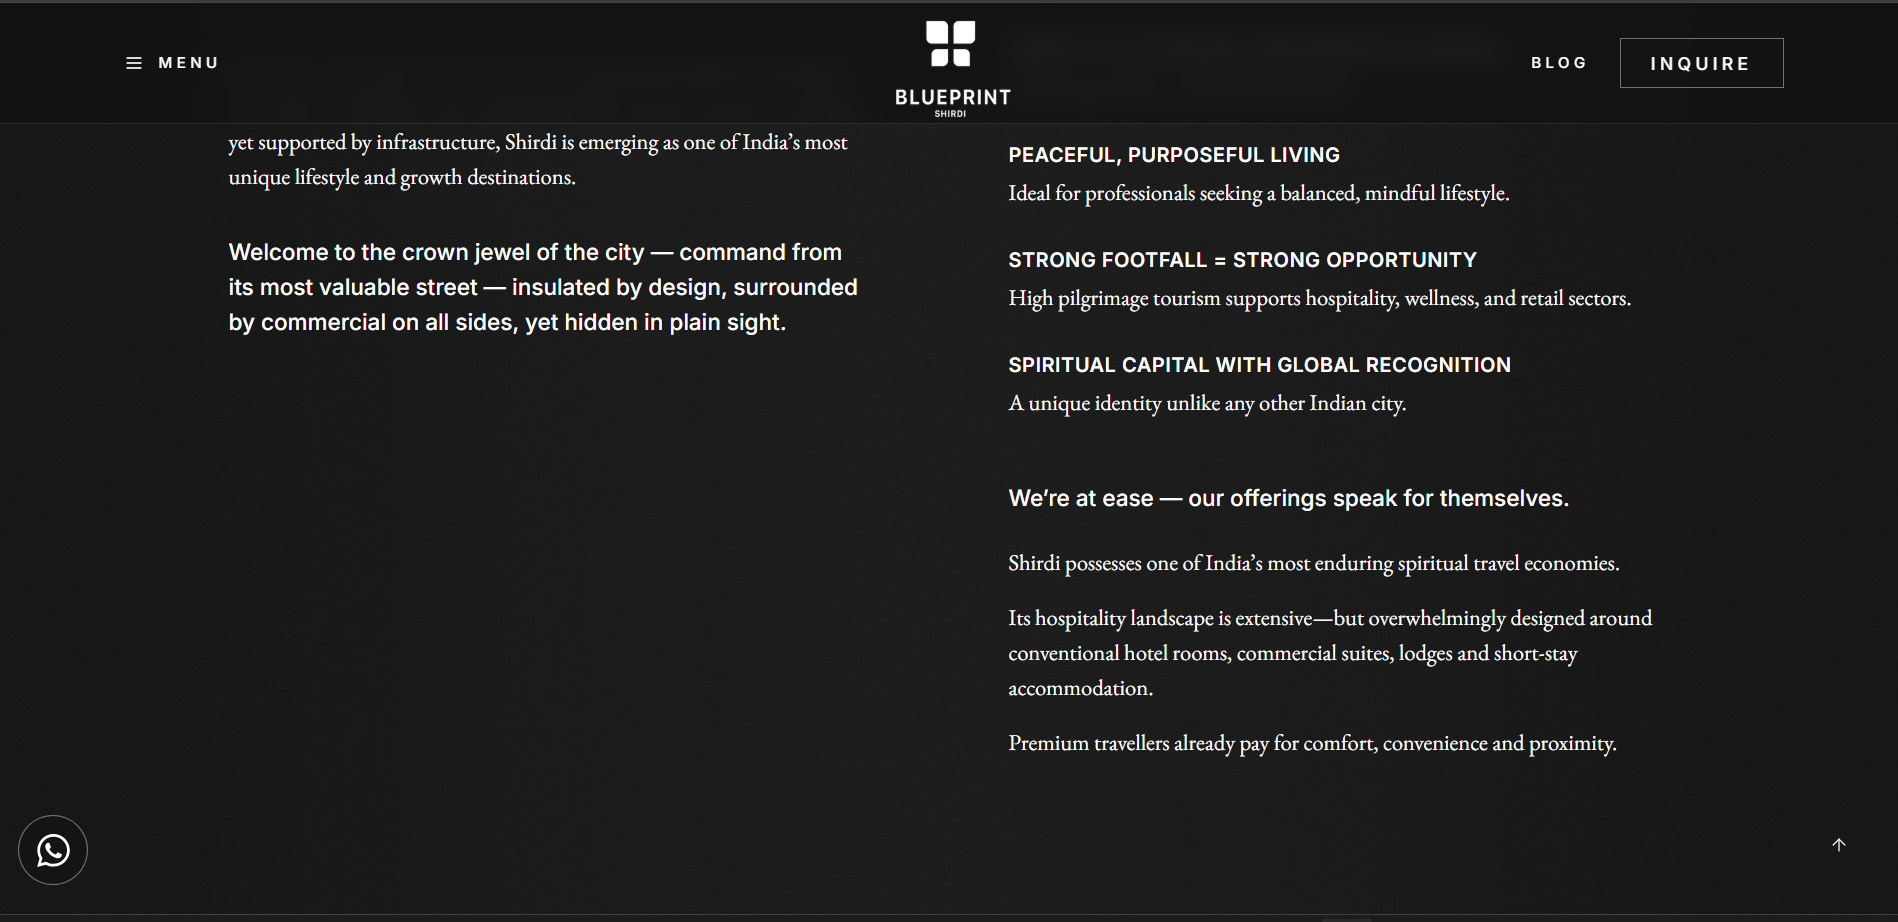 MENU
BLUEPRINT
SHIRDI
BLOG
INQUIRE
yet supported by infrastructure, Shirdi is emerging as one of India’s most
unique lifestyle and growth destinations.
Welcome to the crown jewel of the city — command from
its most valuable street — insulated by design, surrounded
by commercial on all sides, yet hidden in plain sight.
PEACEFUL, PURPOSEFUL LIVING
Ideal for professionals seeking a balanced, mindful lifestyle.
STRONG FOOTFALL = STRONG OPPORTUNITY
High pilgrimage tourism supports hospitality, wellness, and retail sectors.
SPIRITUAL CAPITAL WITH GLOBAL RECOGNITION
A unique identity unlike any other Indian city.
We’re at ease — our offerings speak for themselves.
Shirdi possesses one of India’s most enduring spiritual travel economies.
Its hospitality landscape is extensive—but overwhelmingly designed around
conventional hotel rooms, commercial suites, lodges and short-stay
accommodation.
Premium travellers already pay for comfort, convenience and proximity.